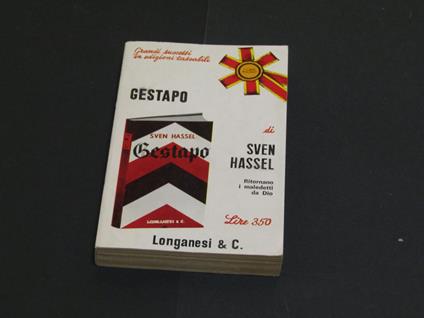 Grandi successi
in edizioni tascabili
GESTAPO
di
SVEN
HASSEL
Ritornano
i maledetti
da Dio
SVEN HASSEL
Gestapo
LONGANESI & C.
Lire 350
Longanesi & C.